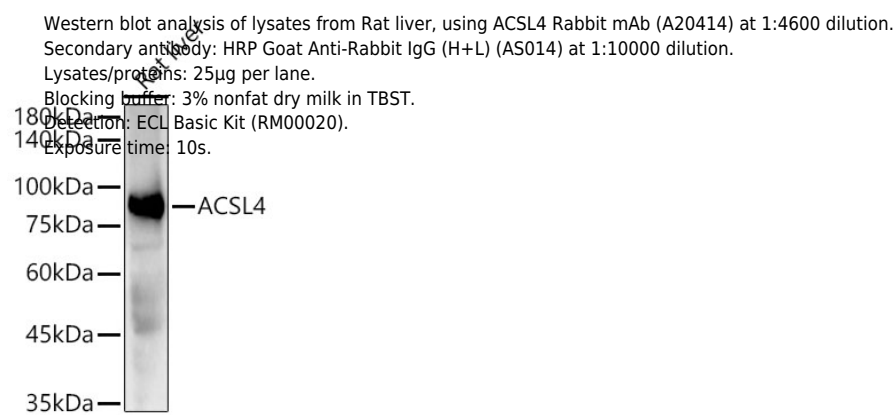 Western blot analysis of lysates from Rat liver, using ACSL4 Rabbit mAb (A20414) at 1:4600 dilution.
Secondary antibody: HRP Goat Anti-Rabbit IgG (H+L) (AS014) at 1:10000 dilution.
Lysates/proteins: 25µg per lane.
Blocking buffer: 3% nonfat dry milk in TBST.
Detection: ECL Basic Kit (RM00020).
Exposure time: 10s.
Rat liver
180kDa
140kDa
100kDa
ACSL4
75kDa
60kDa
45kDa
35kDa